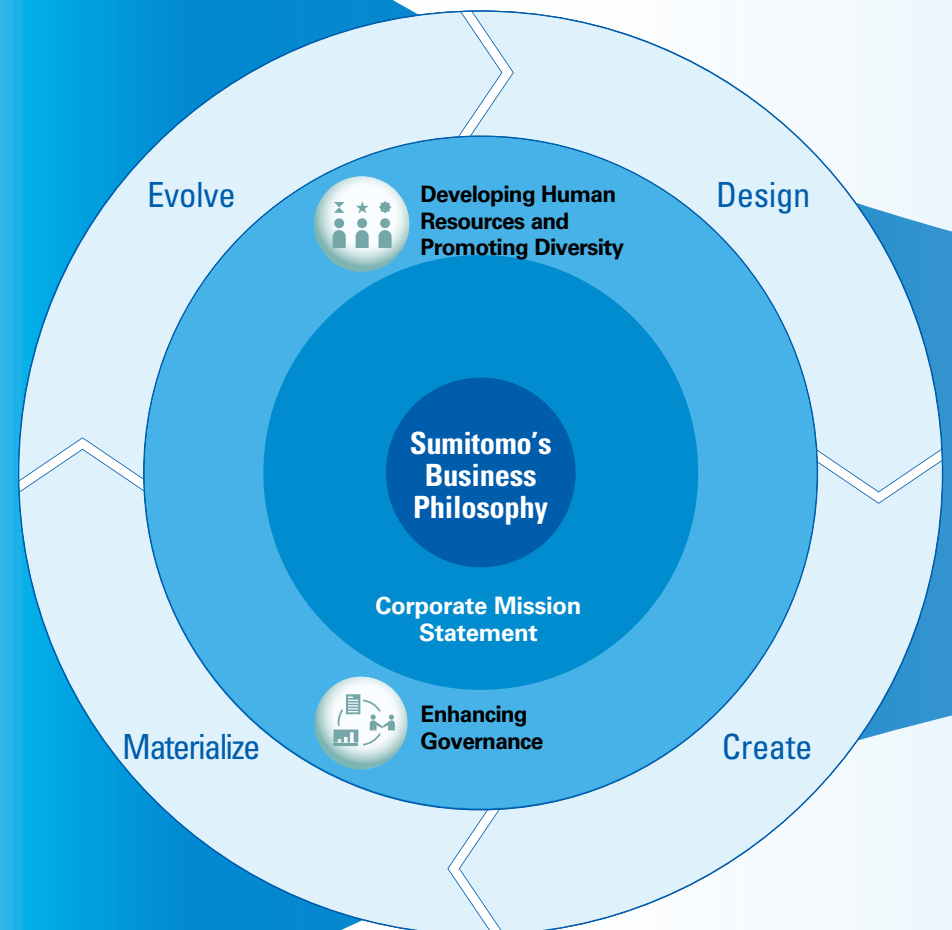 Evolve
Design
Developing Human
Resources and
Promoting Diversity
Sumitomo’s
Business
Philosophy
Corporate Mission
Statement
Enhancing
Governance
Materialize
Create